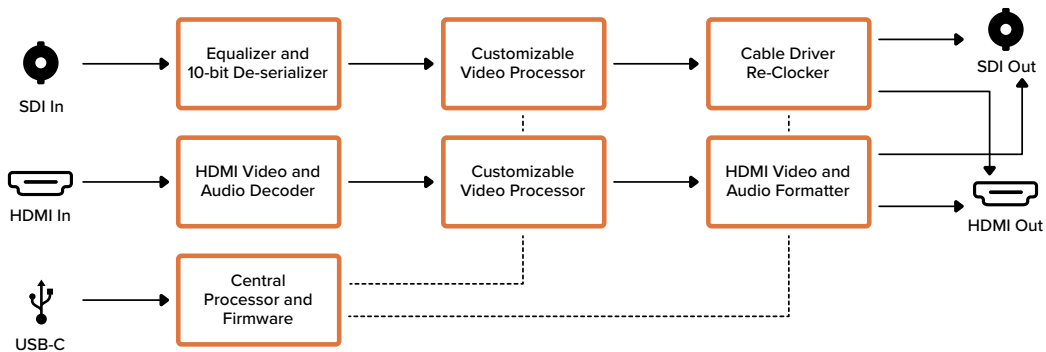 SDI In
Equalizer and
10-bit De-serializer
Customizable
Video Processor
Cable Driver
Re-Clocker
SDI Out
HDMI In
HDMI Video and
Audio Decoder
Customizable
Video Processor
HDMI Video and
Audio Formatter
HDMI Out
USB-C
Central
Processor and
Firmware